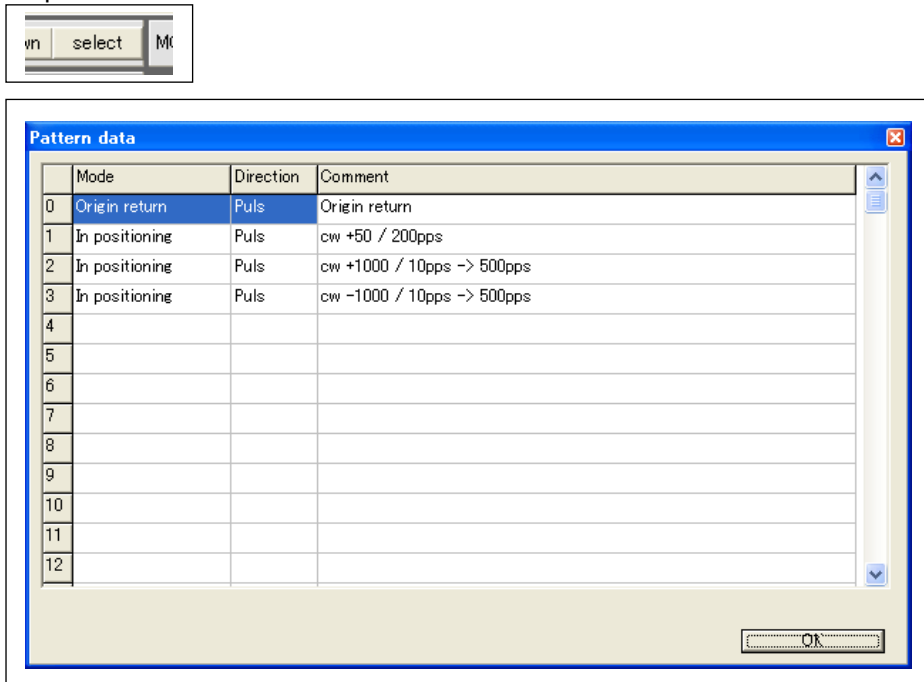 select
Pattern data
Mode Direction Comment
0 Origin return Puls Origin return
1 In positioning Puls cw +50 / 200pps
2 In positioning Puls cw +1000 / 10pps -> 500pps
3 In positioning Puls cw -1000 / 10pps -> 500pps
4
5
6
7
8
9
10
11
12
OK